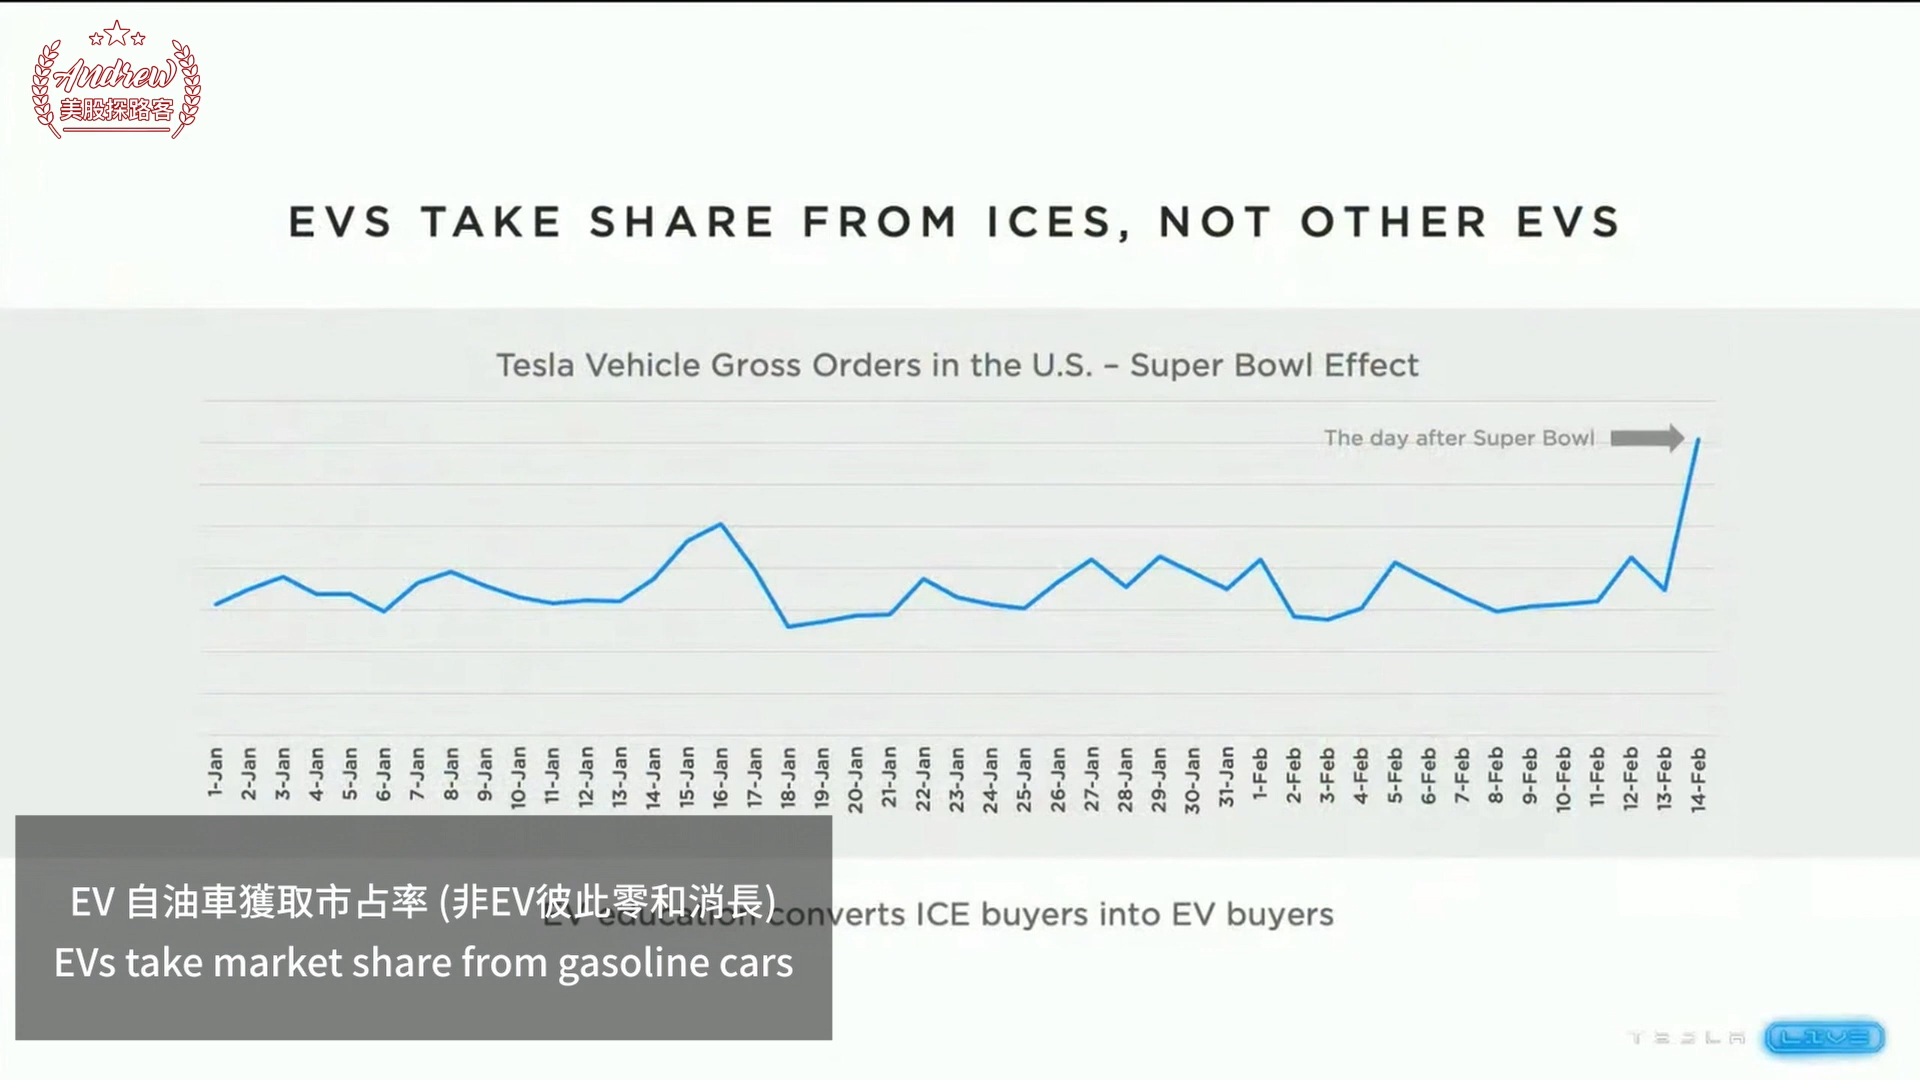 Andrew
美股探路客
EVS TAKE SHARE FROM ICES, NOT OTHER EVS
Tesla Vehicle Gross Orders in the U.S. – Super Bowl Effect
The day after Super Bowl
1-Jan
2-Jan
3-Jan
4-Jan
5-Jan
6-Jan
7-Jan
8-Jan
9-Jan
10-Jan
11-Jan
12-Jan
13-Jan
14-Jan
15-Jan
16-Jan
17-Jan
18-Jan
19-Jan
20-Jan
21-Jan
22-Jan
23-Jan
24-Jan
25-Jan
26-Jan
27-Jan
28-Jan
29-Jan
30-Jan
31-Jan
1-Feb
2-Feb
3-Feb
4-Feb
5-Feb
6-Feb
7-Feb
8-Feb
9-Feb
10-Feb
11-Feb
12-Feb
13-Feb
14-Feb
EV education converts ICE buyers into EV buyers
EV 自油車獲取市占率 (非EV彼此零和消長)
EVs take market share from gasoline cars
TESLA LIVE